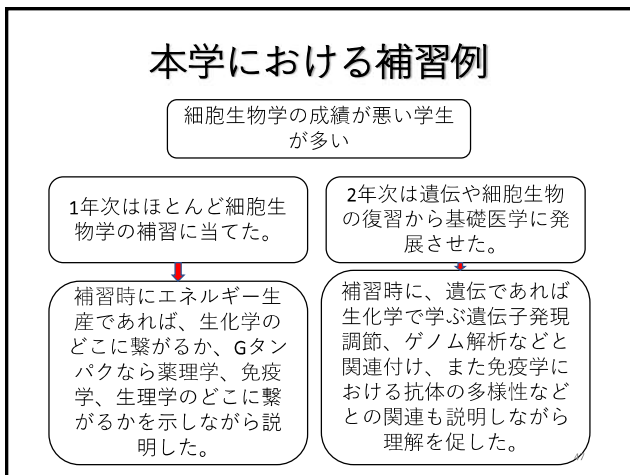 本学における補習例
細胞生物学の成績が悪い学生
が多い
1年次はほとんど細胞生
物学の補習に当てた。
2年次は遺伝や細胞生物
の復習から基礎医学に発
展させた。
補習時にエネルギー生
産であれば、生化学の
どこに繋がるか、Gタン
パクなら薬理学、免疫
学、生理学のどこに繋
がるかを示しながら説
明した。
補習時に、遺伝であれば
生化学で学ぶ遺伝子発現
調節、ゲノム解析などと
関連付け、また免疫学に
おける抗体の多様性など
との関連も説明しながら
理解を促した。